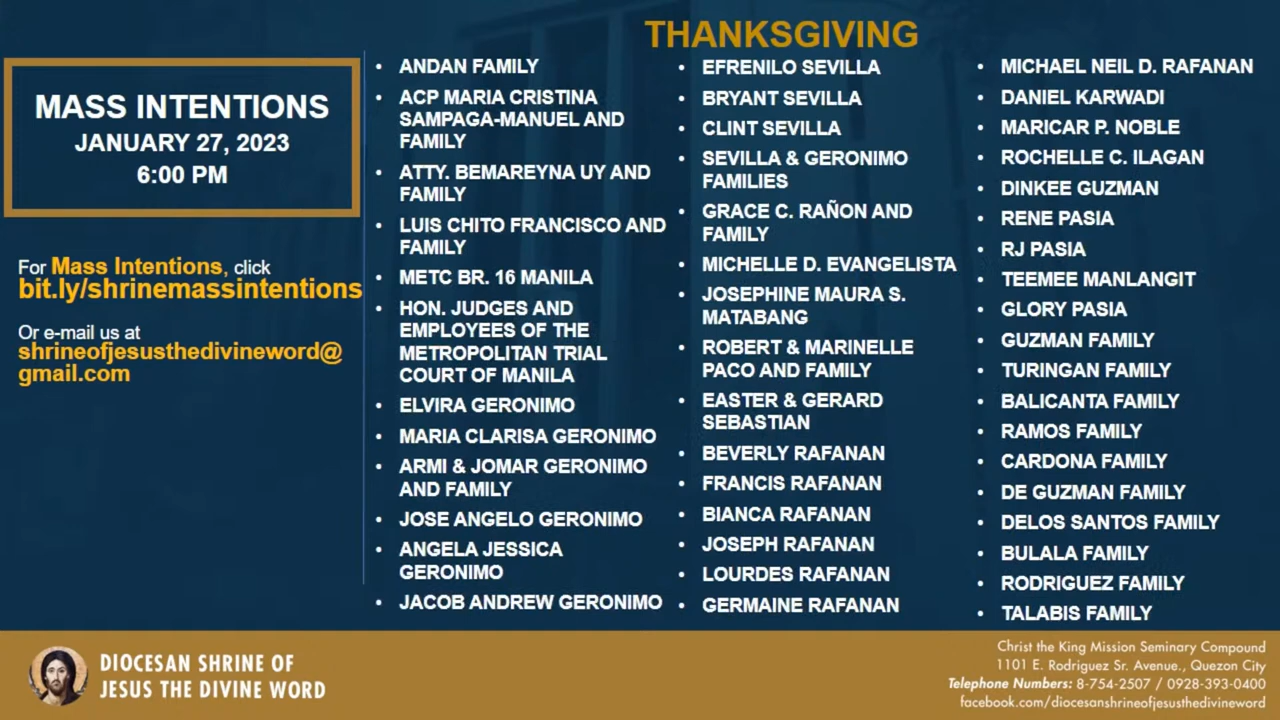 THANKSGIVING
MASS INTENTIONS
JANUARY 27, 2023
6:00 PM
For Mass Intentions, click
bit.ly/shrinemassintentions
Or e-mail us at
shrineofjesusthedivineword@
gmail.com
• ANDAN FAMILY
• ACP MARIA CRISTINA
SAMPAGA-MANUEL AND
FAMILY
• ATTY. BEMAREYNA UY AND
FAMILY
• LUIS CHITO FRANCISCO AND
FAMILY
• METC BR. 16 MANILA
• HON. JUDGES AND
EMPLOYEES OF THE
METROPOLITAN TRIAL
COURT OF MANILA
• ELVIRA GERONIMO
• MARIA CLARISA GERONIMO
• ARMI & JOMAR GERONIMO
AND FAMILY
• JOSE ANGELO GERONIMO
• ANGELA JESSICA
GERONIMO
• JACOB ANDREW GERONIMO
• EFRENILO SEVILLA
• BRYANT SEVILLA
• CLINT SEVILLA
• SEVILLA & GERONIMO
FAMILIES
• GRACE C. RAÑON AND
FAMILY
• MICHELLE D. EVANGELISTA
• JOSEPHINE MAURA S.
MATABANG
• ROBERT & MARINELLE
PACO AND FAMILY
• EASTER & GERARD
SEBASTIAN
• BEVERLY RAFANAN
• FRANCIS RAFANAN
• BIANCA RAFANAN
• JOSEPH RAFANAN
• LOURDES RAFANAN
• GERMAINE RAFANAN
• MICHAEL NEIL D. RAFANAN
• DANIEL KARWADI
• MARICAR P. NOBLE
• ROCHELLE C. ILAGAN
• DINKEE GUZMAN
• RENE PASIA
• RJ PASIA
• TEEMEE MANLANGIT
• GLORY PASIA
• GUZMAN FAMILY
• TURINGAN FAMILY
• BALICANTA FAMILY
• RAMOS FAMILY
• CARDONA FAMILY
• DE GUZMAN FAMILY
• DELOS SANTOS FAMILY
• BULALA FAMILY
• RODRIGUEZ FAMILY
• TALABIS FAMILY
DIOCESAN SHRINE OF
JESUS THE DIVINE WORD
Christ the King Mission Seminary Compound
1101 E. Rodriguez Sr. Avenue., Quezon City
Telephone Numbers: 8-754-2507 / 0928-393-0400
facebook.com/diocesanshrineofjesusthedivineword